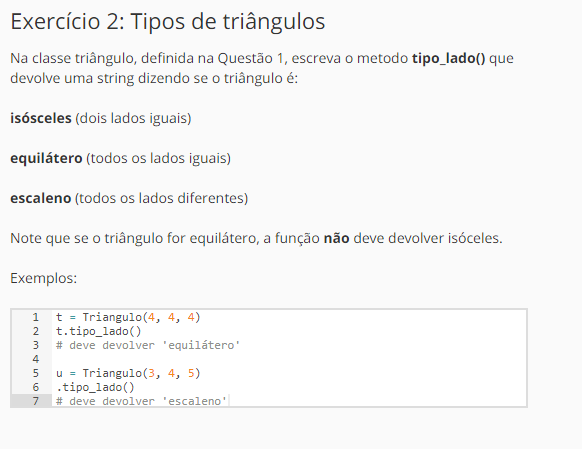 Exercício 2: Tipos de triângulos
Na classe triângulo, definida na Questão 1, escreva o metodo tipo_lado() que
devolve uma string dizendo se o triângulo é:
isósceles (dois lados iguais)
equilátero (todos os lados iguais)
escaleno (todos os lados diferentes)
Note que se o triângulo for equilátero, a função não deve devolver isóceles.
Exemplos:
1 t = Triangulo(4, 4, 4)
2 t.tipo_lado()
3 # deve devolver 'equilátero'
4
5 u = Triangulo(3, 4, 5)
6 .tipo_lado()
7 # deve devolver 'escaleno'